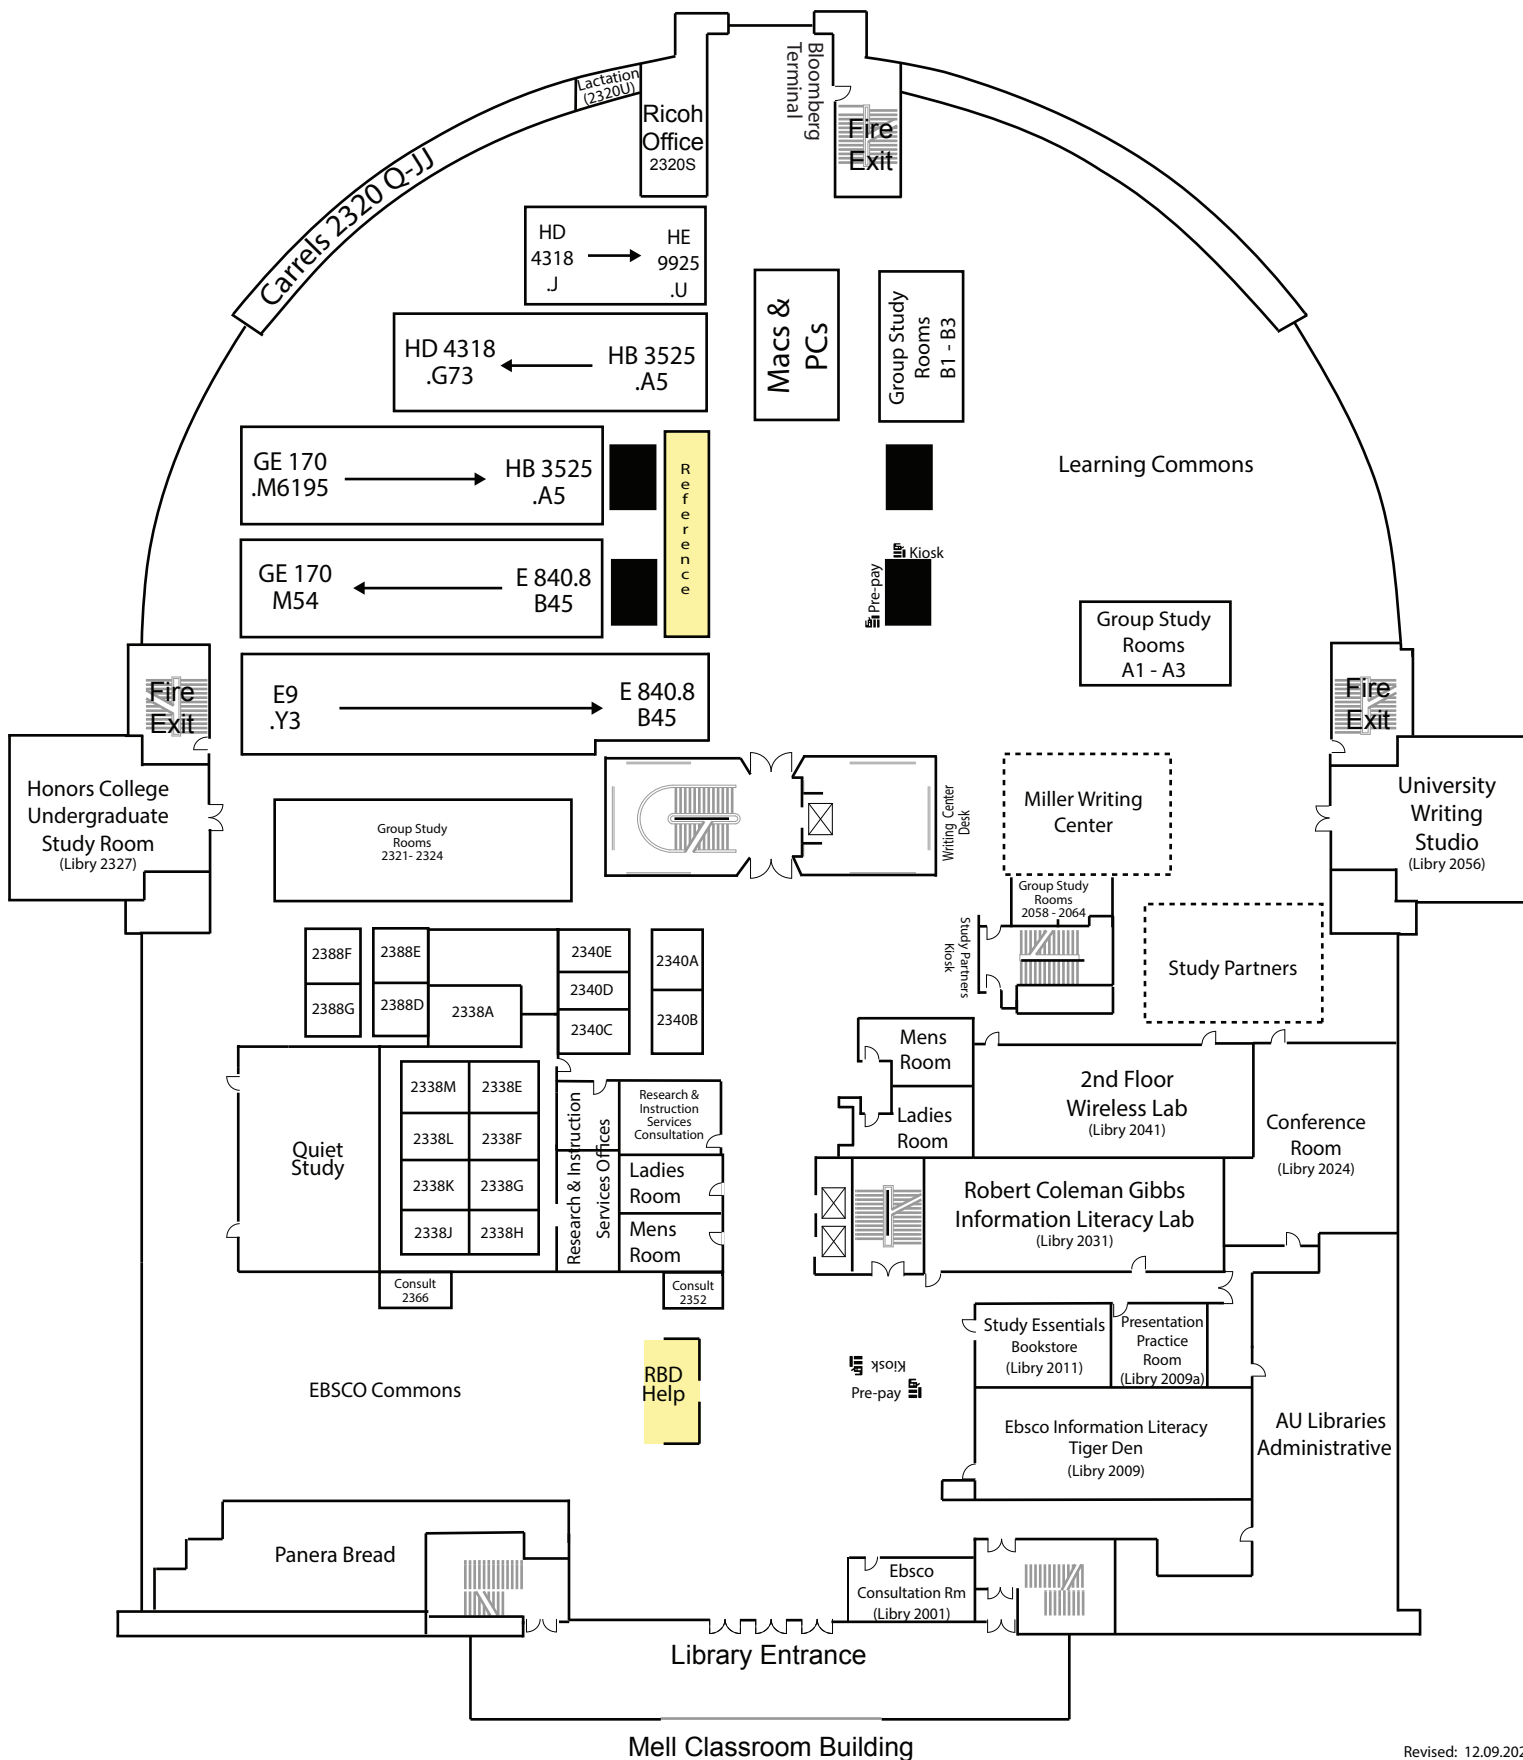 Bloomberg
Terminal
Lactation
(2320U)
Ricoh
Office
2320S
Fire
Exit
Carrels 2320 Q-JJ
HD
4318
.J
HE
9925
.U
Macs &
PCs
Group Study
Rooms
B1 - B3
HD 4318
.G73
HB 3525
.A5
GE 170
.M6195
HB 3525
.A5
Reference
Learning Commons
Kiosk
Pre-pay
GE 170
M54
E 840.8
B45
Group Study
Rooms
A1 - A3
E9
.Y3
E 840.8
B45
Fire
Exit
Fire
Exit
Honors College
Undergraduate
Study Room
(Libry 2327)
Group Study
Rooms
2321- 2324
Writing Center
Desk
Miller Writing
Center
University
Writing
Studio
(Libry 2056)
Group Study
Rooms
2058 - 2064
Study Partners
Kiosk
Study Partners
2388F
2388E
2340E
2340A
2388G
2388D
2338A
2340D
2340C
2340B
Mens
Room
2nd Floor
Wireless Lab
(Libry 2041)
Ladies
Room
Conference
Room
(Libry 2024)
2338M
2338E
2338L
2338F
2338K
2338G
2338J
2338H
Quiet
Study
Research & Instruction
Services Offices
Research &
Instruction
Services
Consultation
Ladies
Room
Mens
Room
Robert Coleman Gibbs
Information Literacy Lab
(Libry 2031)
Consult
2366
Consult
2352
Study Essentials
Bookstore
(Libry 2011)
Presentation
Practice
Room
(Libry 2009a)
EBSCO Commons
RBD
Help
Kiosk
Pre-pay
Ebsco Information Literacy
Tiger Den
(Libry 2009)
AU Libraries
Administrative
Panera Bread
Ebsco
Consultation Rm
(Libry 2001)
Library Entrance
Mell Classroom Building
Revised: 12.09.202